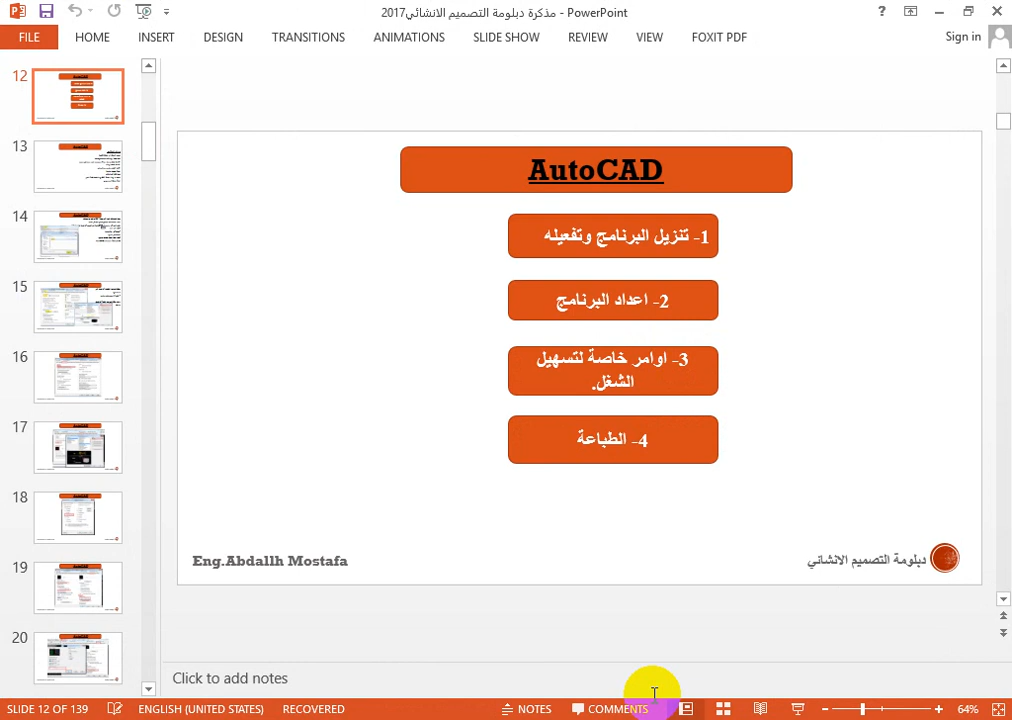 مذكرة دبلومة التصميم الانشائي2017 - PowerPoint
FILE HOME INSERT DESIGN TRANSITIONS ANIMATIONS SLIDE SHOW REVIEW VIEW FOXIT PDF
Sign in
12
13
14
15
16
17
18
19
20
AutoCAD
1- تنزيل البرنامج وتفعيله
2- اعداد البرنامج
3- اوامر خاصة لتسهيل
الشغل.
4- الطباعة
Eng.Abdallh Mostafa
دبلومة التصميم الانشاني
Click to add notes
SLIDE 12 OF 139 ENGLISH (UNITED STATES) RECOVERED NOTES COMMENTS 64%